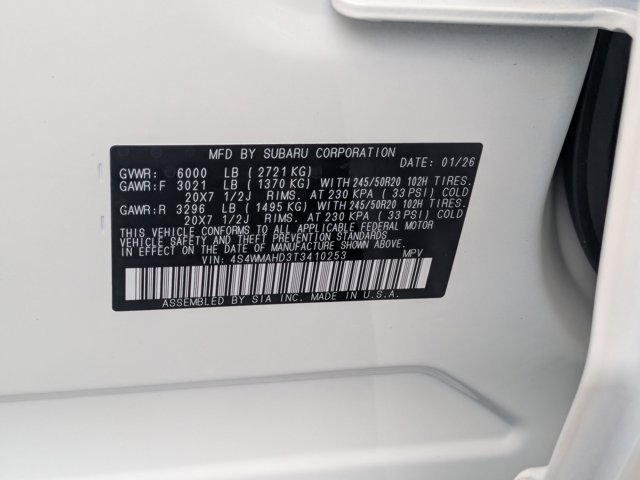 MFD BY SUBARU CORPORATION
DATE: 01/26
GVWR: 6000 LB ( 2721 KG)
GAWR:F 3021 LB ( 1370 KG) WITH 245/50R20 102H TIRES.
20X7 1/2J RIMS. AT 230 KPA ( 33 PSI) COLD
GAWR:R 3296 LB ( 1495 KG) WITH 245/50R20 102H TIRES.
20X7 1/2J RIMS. AT 230 KPA ( 33 PSI) COLD
THIS VEHICLE CONFORMS TO ALL APPLICABLE FEDERAL MOTOR
VEHICLE SAFETY AND THEFT PREVENTION STANDARDS
IN EFFECT ON THE DATE OF MANUFACTURE SHOWN ABOVE.
VIN: 4S4WMAHD3T3410253 MPV
ASSEMBLED BY SIA INC. MADE IN U.S.A.